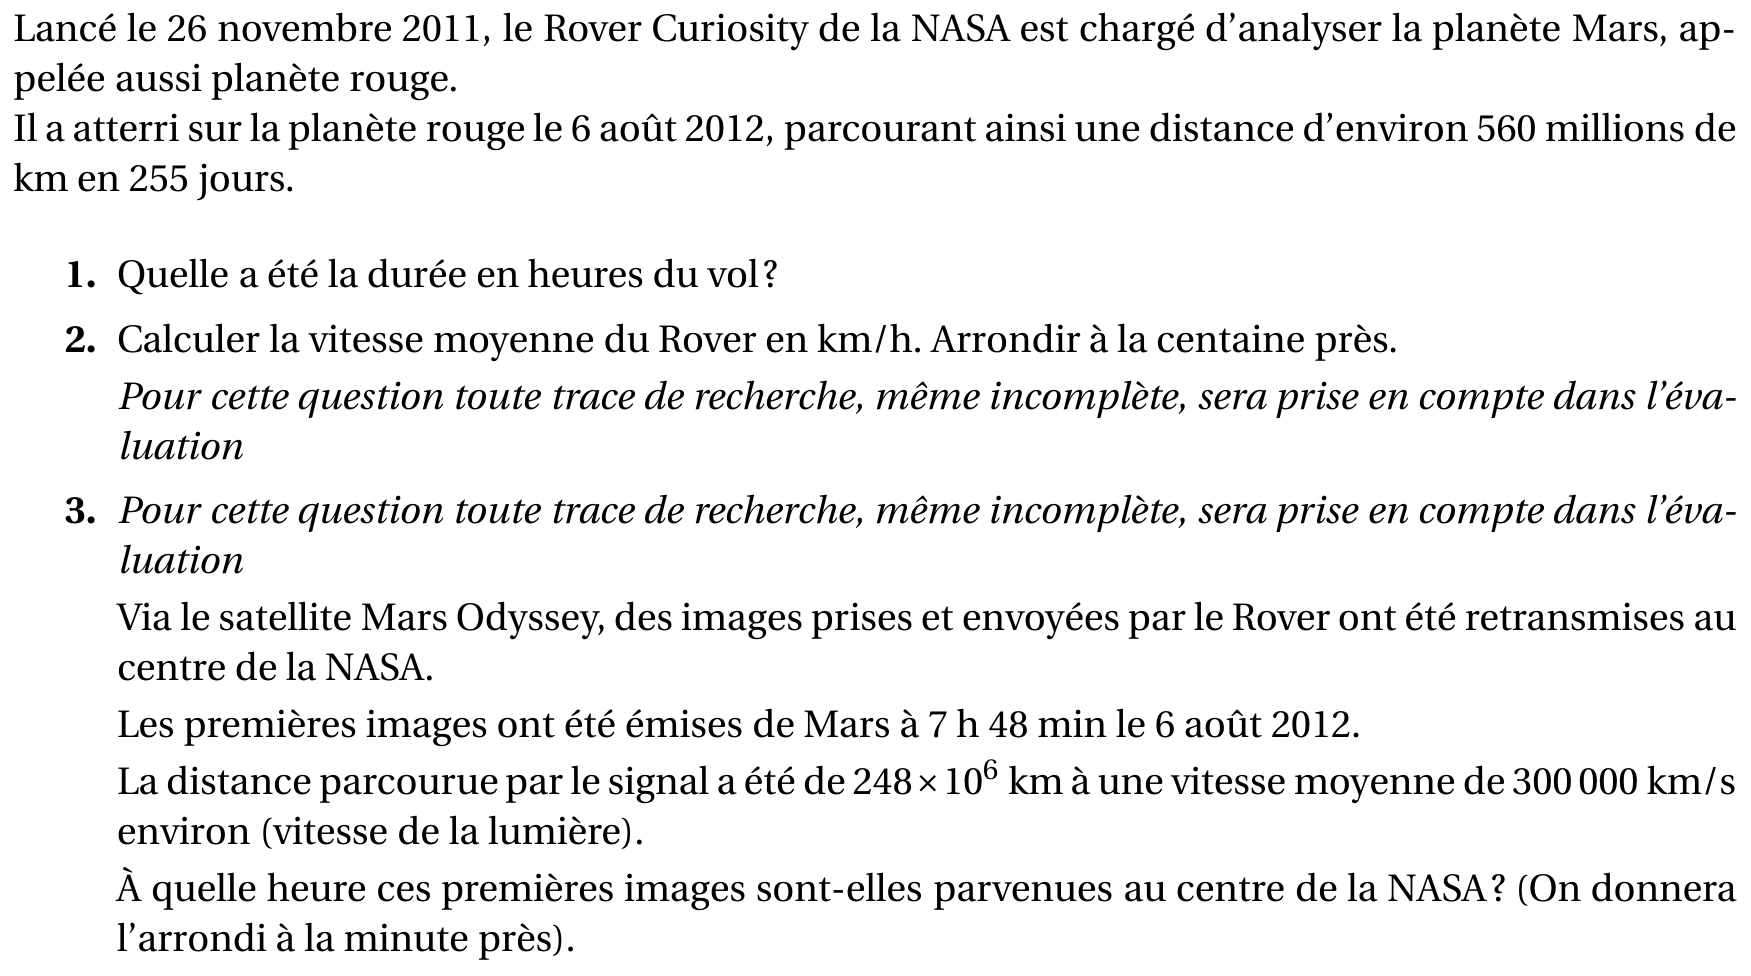 Lancé le 26 novembre 2011, le Rover Curiosity de la NASA est chargé d'analyser la planète Mars, ap-
pelée aussi planète rouge.
Il a atterri sur la planète rouge le 6 août 2012, parcourant ainsi une distance d'environ 560 millions de
km en 255 jours.
1. Quelle a été la durée en heures du vol ?
2. Calculer la vitesse moyenne du Rover en km/h. Arrondir à la centaine près.
Pour cette question toute trace de recherche, même incomplète, sera prise en compte dans l'éva-
luation
3. Pour cette question toute trace de recherche, même incomplète, sera prise en compte dans l'éva-
luation
Via le satellite Mars Odyssey, des images prises et envoyées par le Rover ont été retransmises au
centre de la NASA.
Les premières images ont été émises de Mars à 7 h 48 min le 6 août 2012.
La distance parcourue par le signal a été de 248 × 10⁶ km à une vitesse moyenne de 300 000 km/s
environ (vitesse de la lumière).
À quelle heure ces premières images sont-elles parvenues au centre de la NASA ? (On donnera
l'arrondi à la minute près).